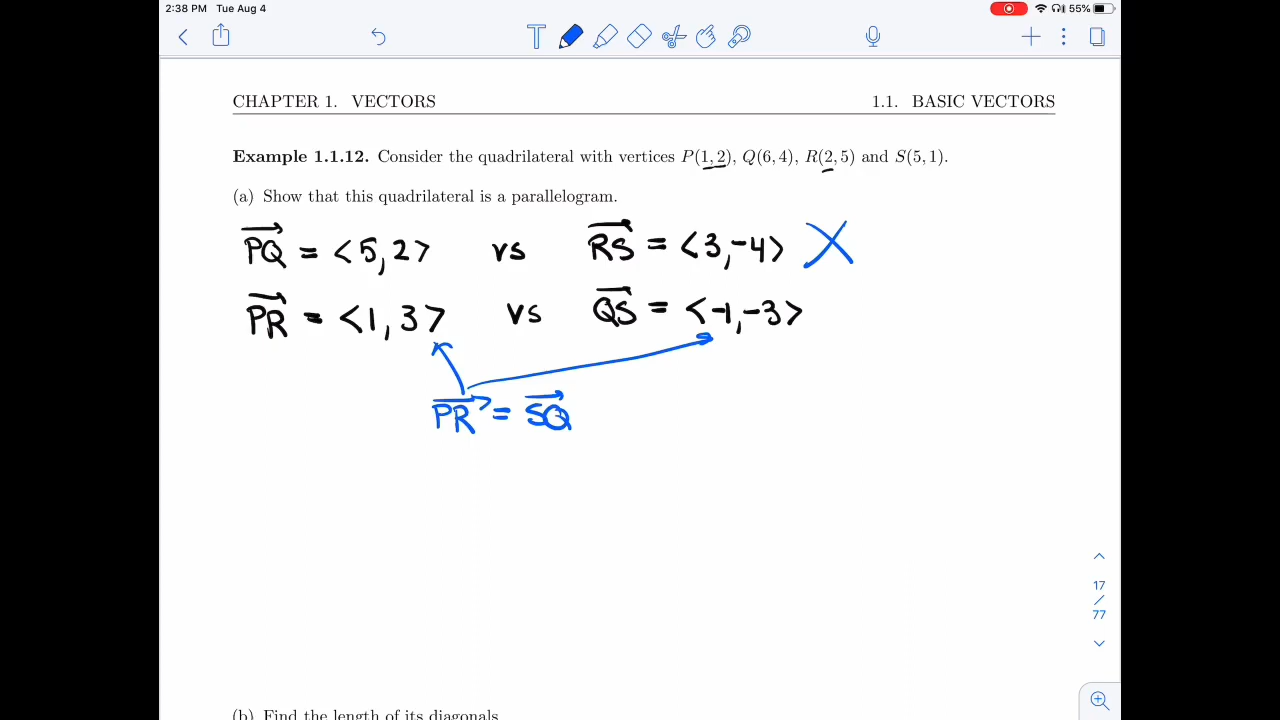 2:38 PM Tue Aug 4 55%
T
CHAPTER 1. VECTORS 1.1. BASIC VECTORS
Example 1.1.12. Consider the quadrilateral with vertices P(1, 2), Q(6, 4), R(2, 5) and S(5, 1).
(a) Show that this quadrilateral is a parallelogram.
PQ = <5, 2> vs RS = <3, -4> X
PR = <1, 3> vs QS = <-1, -3>
PR = SQ
17
/
77
(b) Find the length of its diagonals.